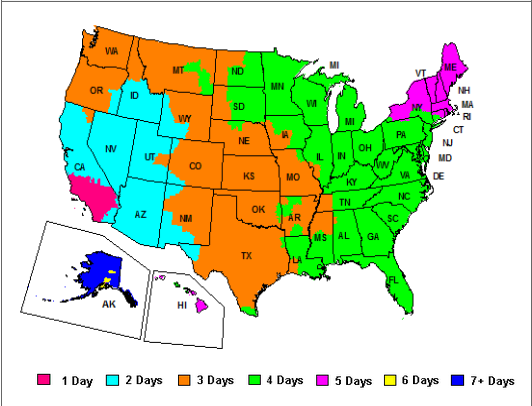 WA
MT
ND
MN
MI
VT
ME
OR
ID
SD
WI
MI
NY
NH
MA
RI
CT
WY
NE
IA
PA
NJ
NV
UT
CO
IL
IN
OH
WV
MD
CA
KS
MO
KY
VA
DE
AZ
NM
OK
AR
TN
NC
SC
TX
LA
MS
AL
GA
FL
AK
HI
1 Day
2 Days
3 Days
4 Days
5 Days
6 Days
7+ Days